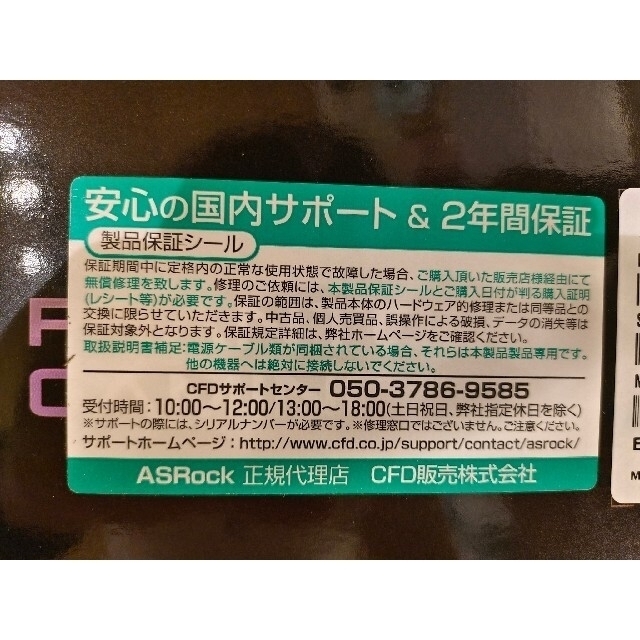 安心の国内サポート & 2年間保証
製品保証シール
保証期間中に定格内の正常な使用状態で故障した場合、ご購入頂いた販売店様経由にて
無償修理を致します。修理のご依頼には、本製品保証シールとご購入日付が判る購入証明
(レシート等)が必要です。保証の範囲は、製品本体のハードウェア的修理または同等品との
交換に限らせていただきます。中古品、個人売買品、誤操作による破損、データの消失等は
保証対象外となります。保証規定詳細は、弊社ホームページをご確認ください。
取扱説明書補足:電源ケーブル類が同梱されている場合、それらは本製品製品専用です。
他の機器へは絶対に接続しないでください。
CFDサポートセンター 050-3786-9585
受付時間:10:00〜12:00/13:00〜18:00(土日祝日、弊社指定休日を除く)
※サポートの際には、シリアルナンバーが必要です。※修理窓口ではございません。ご注意ください。
サポートホームページ:http://www.cfd.co.jp/support/contact/asrock/
ASRock 正規代理店 CFD販売株式会社